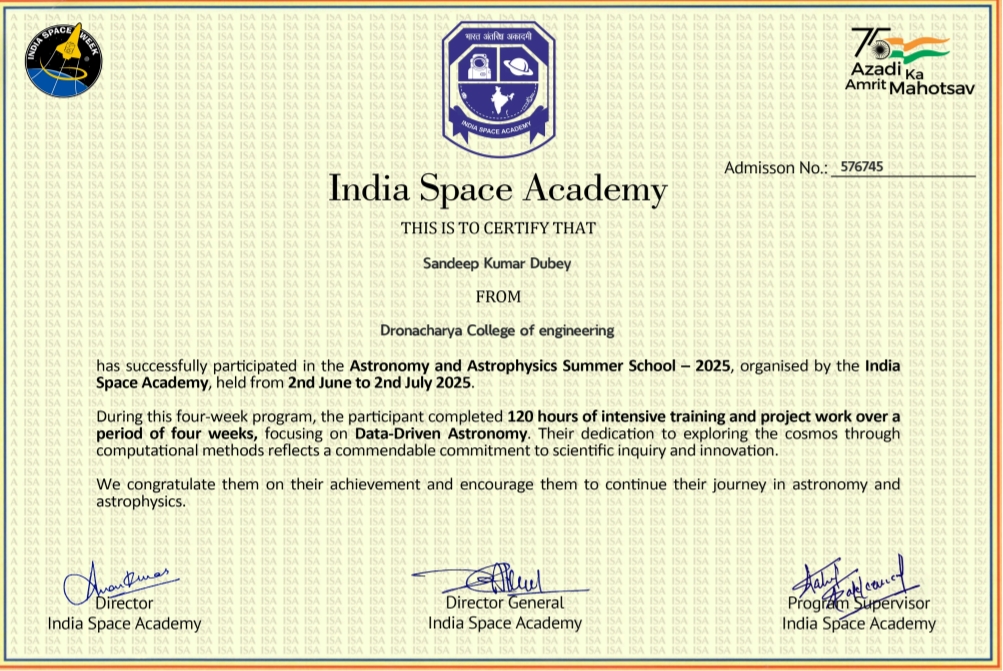 INDIA SPACE WEEK
भारत अंतरिक्ष अकादमी
INDIA SPACE ACADEMY
75
Azadi Ka
Amrit Mahotsav
Admisson No.: 576745
India Space Academy
THIS IS TO CERTIFY THAT
Sandeep Kumar Dubey
FROM
Dronacharya College of engineering
has successfully participated in the Astronomy and Astrophysics Summer School – 2025, organised by the India
Space Academy, held from 2nd June to 2nd July 2025.
During this four-week program, the participant completed 120 hours of intensive training and project work over a
period of four weeks, focusing on Data-Driven Astronomy. Their dedication to exploring the cosmos through
computational methods reflects a commendable commitment to scientific inquiry and innovation.
We congratulate them on their achievement and encourage them to continue their journey in astronomy and
astrophysics.
Director
India Space Academy
Director General
India Space Academy
Program Supervisor
India Space Academy